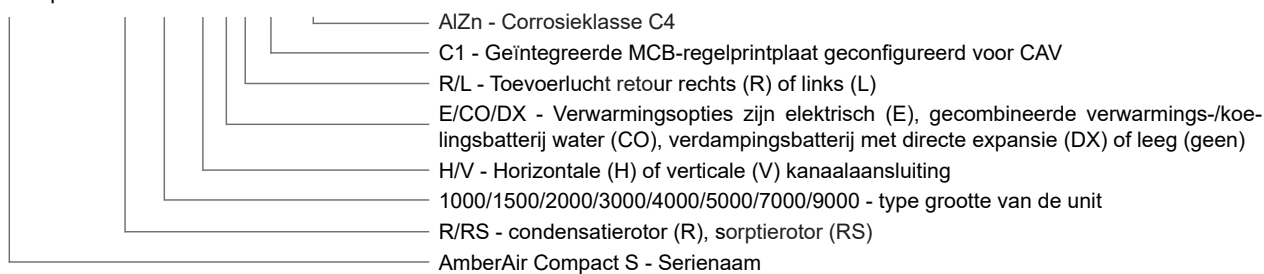 AlZn - Corrosieklasse C4
C1 - Geïntegreerde MCB-regelprintplaat geconfigureerd voor CAV
R/L - Toevoerlucht retour rechts (R) of links (L)
E/CO/DX - Verwarmingsopties zijn elektrisch (E), gecombineerde verwarmings-/koe-
lingsbatterij water (CO), verdampingsbatterij met directe expansie (DX) of leeg (geen)
H/V - Horizontale (H) of verticale (V) kanaalaansluiting
1000/1500/2000/3000/4000/5000/7000/9000 - type grootte van de unit
R/RS - condensatierotor (R), sorptierotor (RS)
AmberAir Compact S - Serienaam